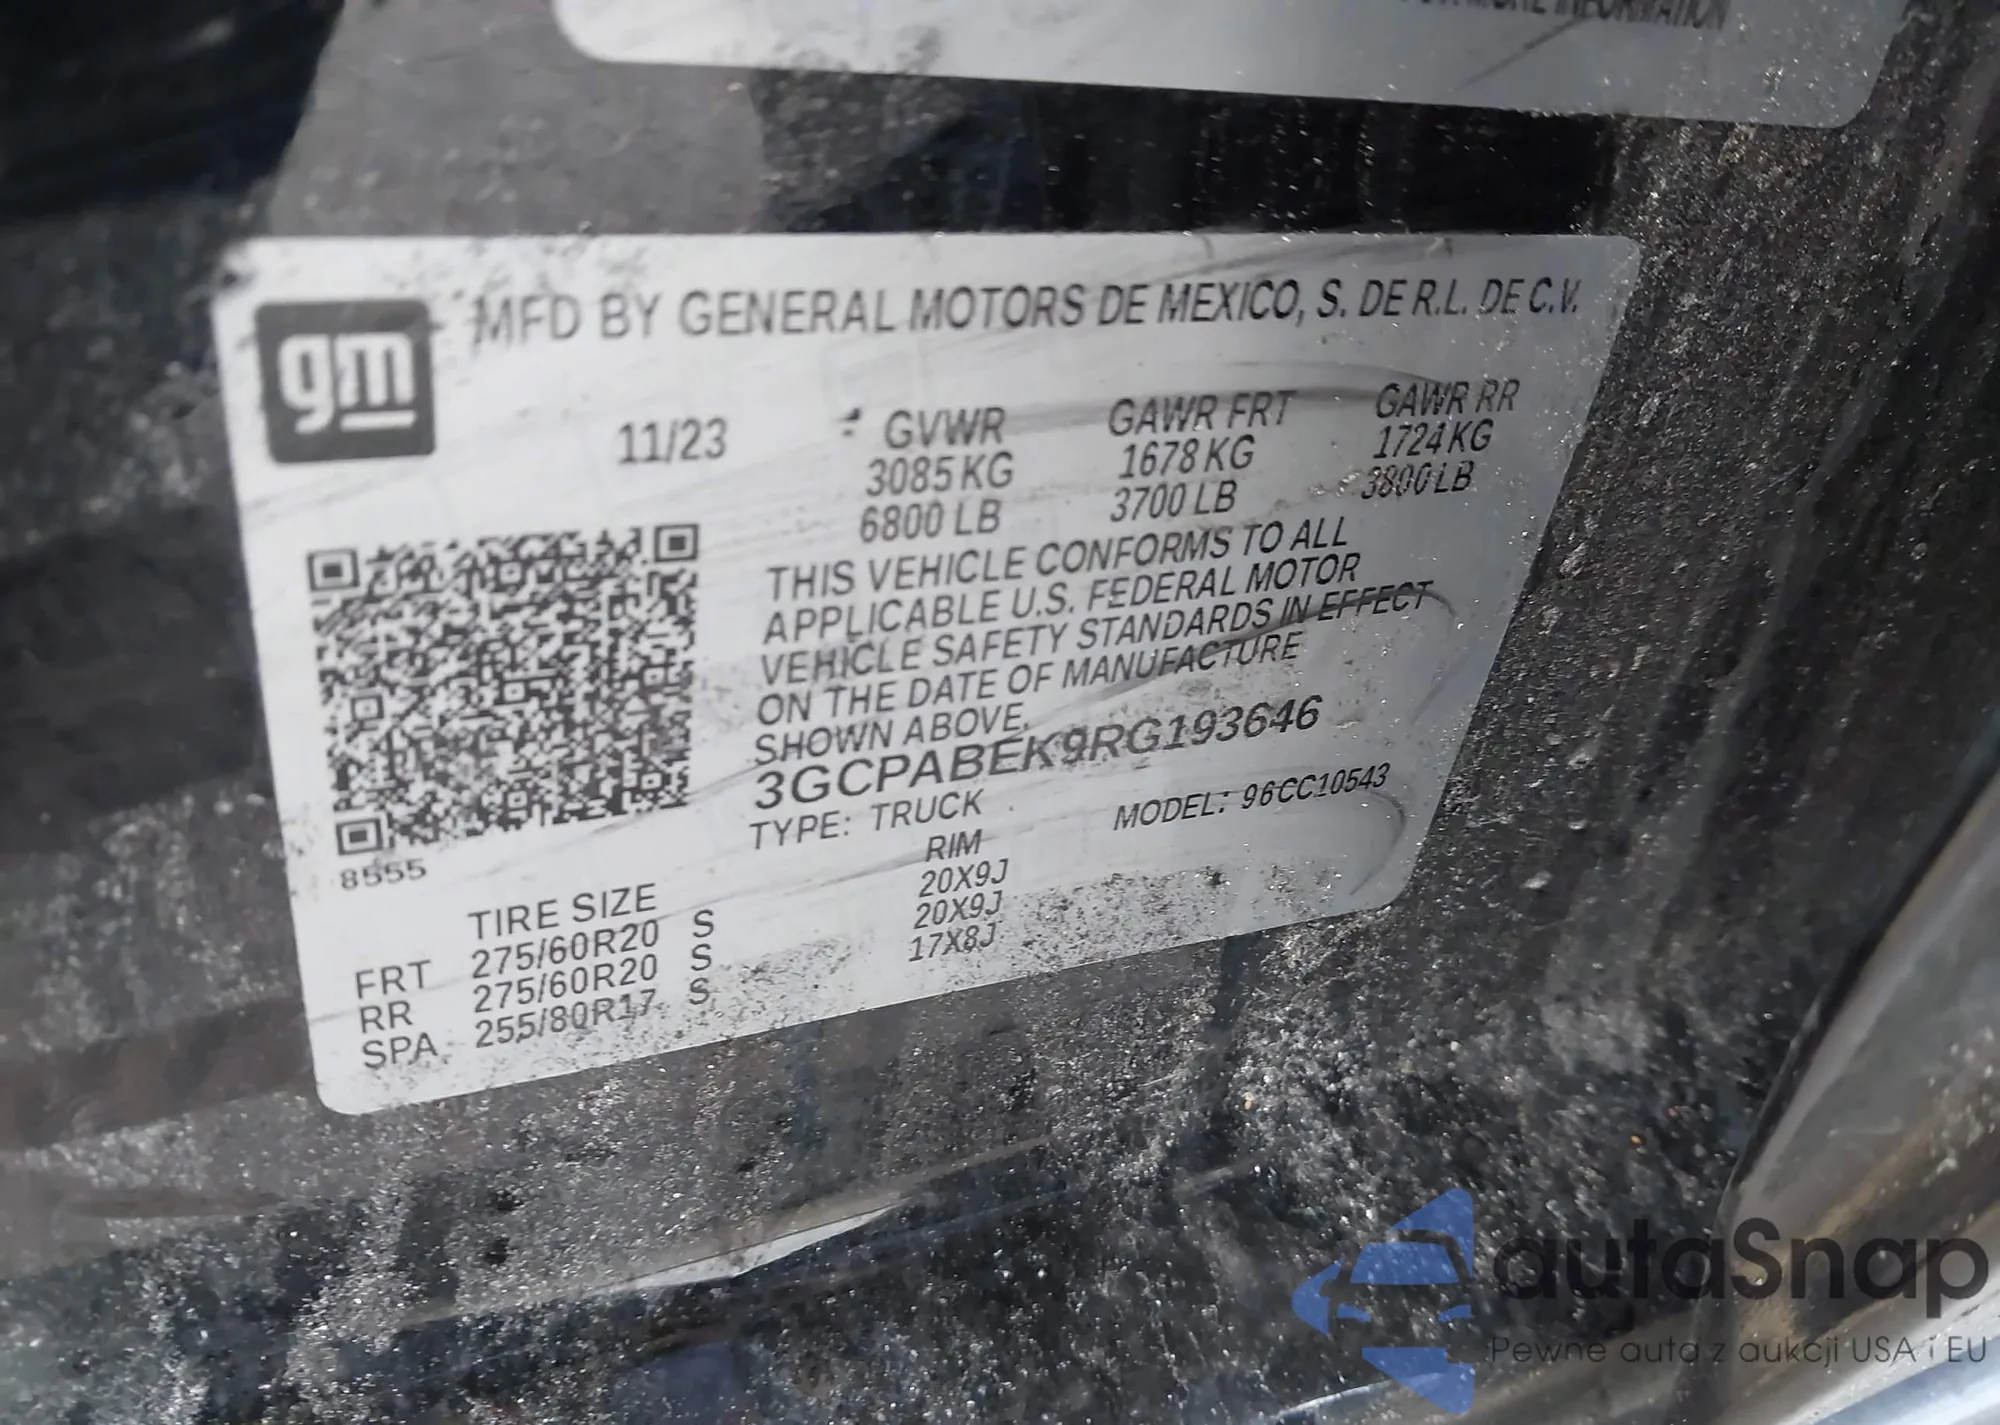 MORE INFORMATION
gm
MFD BY GENERAL MOTORS DE MEXICO, S. DE R.L. DE C.V.
11/23 GVWR GAWR FRT GAWR RR
3085 KG 1678 KG 1724 KG
6800 LB 3700 LB 3800 LB
THIS VEHICLE CONFORMS TO ALL
APPLICABLE U.S. FEDERAL MOTOR
VEHICLE SAFETY STANDARDS IN EFFECT
ON THE DATE OF MANUFACTURE
SHOWN ABOVE.
3GCPABEK9RG193646
TYPE: TRUCK MODEL: 96CC10543
8555
TIRE SIZE RIM
FRT 275/60R20 S 20X9J
RR 275/60R20 S 20X9J
SPA 255/80R17 S 17X8J
autaSnap
Pewne auta z aukcji USA i EU